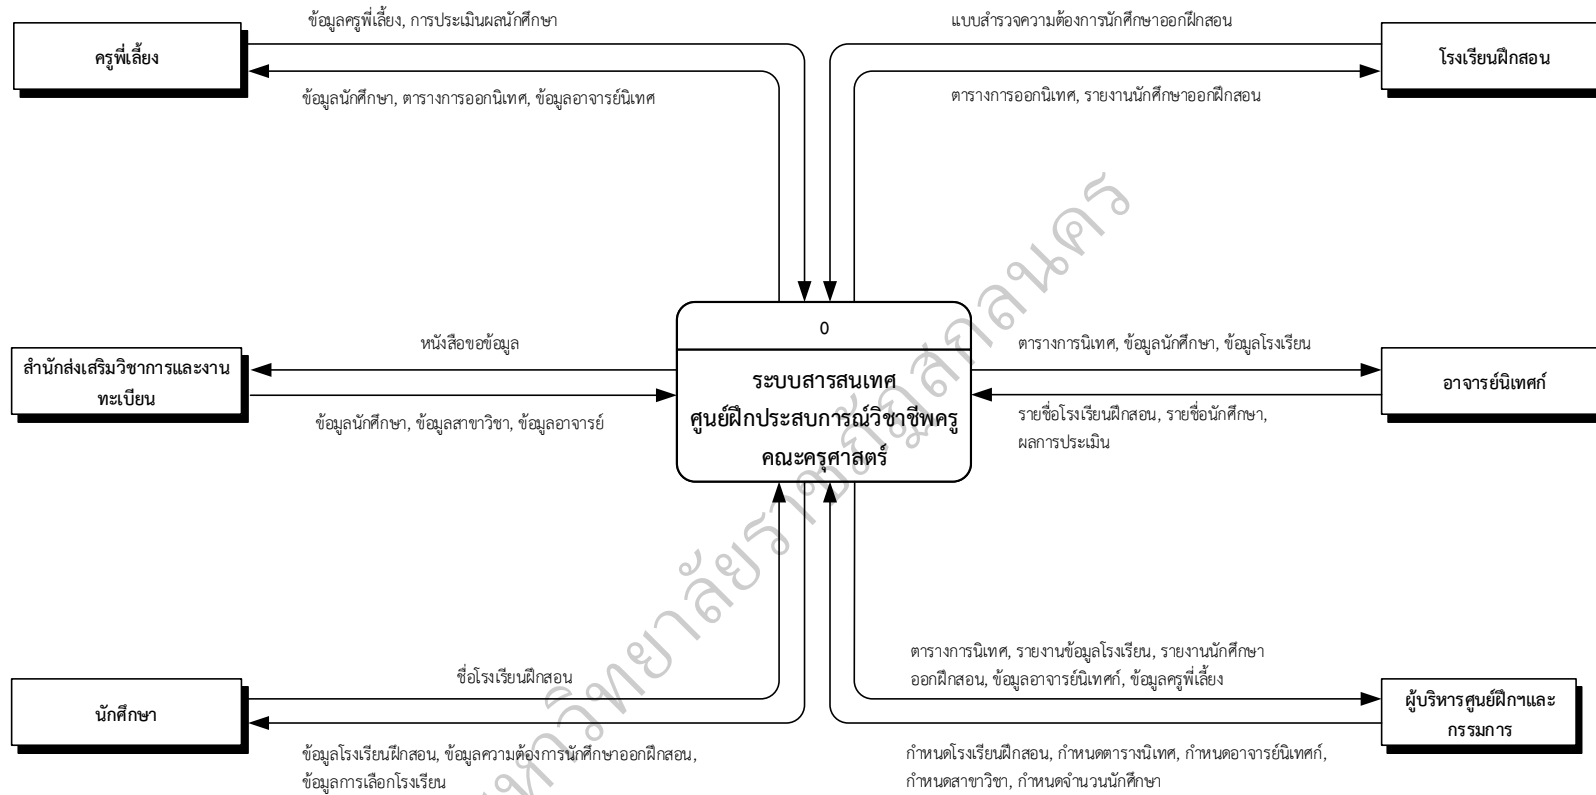 ข้อมูลครูพี่เลี้ยง, การประเมินผลนักศึกษา
แบบสำรวจความต้องการนักศึกษาออกฝึกสอน
ครูพี่เลี้ยง
โรงเรียนฝึกสอน
ข้อมูลนักศึกษา, ตารางการออกนิเทศ, ข้อมูลอาจารย์นิเทศ
ตารางการออกนิเทศ, รายงานนักศึกษาออกฝึกสอน
0
หนังสือขอข้อมูล
ตารางการนิเทศ, ข้อมูลนักศึกษา, ข้อมูลโรงเรียน
สำนักส่งเสริมวิชาการและงาน
ทะเบียน
ระบบสารสนเทศ
ศูนย์ฝึกประสบการณ์วิชาชีพครู
คณะครุศาสตร์
อาจารย์นิเทศก์
ข้อมูลนักศึกษา, ข้อมูลสาขาวิชา, ข้อมูลอาจารย์
รายชื่อโรงเรียนฝึกสอน, รายชื่อนักศึกษา,
ผลการประเมิน
ชื่อโรงเรียนฝึกสอน
ตารางการนิเทศ, รายงานข้อมูลโรงเรียน, รายงานนักศึกษา
ออกฝึกสอน, ข้อมูลอาจารย์นิเทศก์, ข้อมูลครูพี่เลี้ยง
นักศึกษา
ผู้บริหารศูนย์ฝึกฯและ
กรรมการ
ข้อมูลโรงเรียนฝึกสอน, ข้อมูลความต้องการนักศึกษาออกฝึกสอน,
ข้อมูลการเลือกโรงเรียน
กำหนดโรงเรียนฝึกสอน, กำหนดตารางนิเทศ, กำหนดอาจารย์นิเทศก์,
กำหนดสาขาวิชา, กำหนดจำนวนนักศึกษา
หาวิทยาลัยราชภัฏสกลนคร